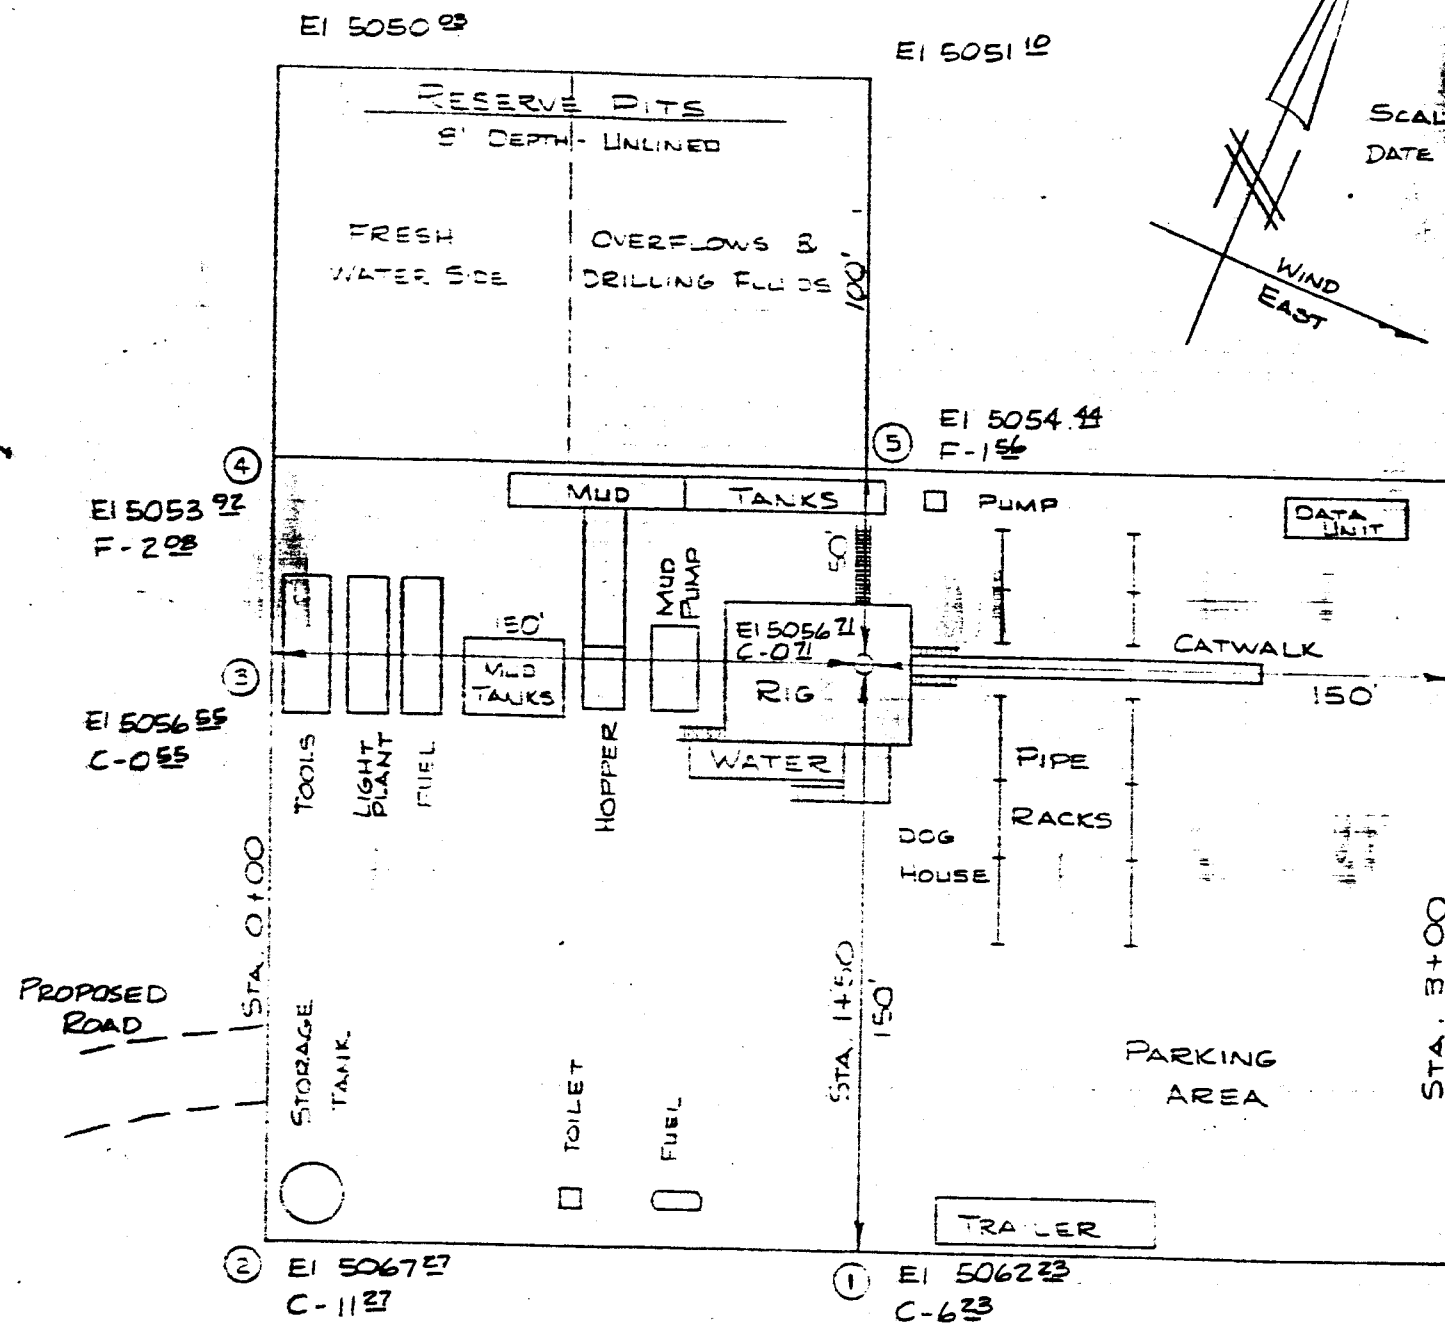 El 5050 03
El 5051 10
RESERVE PITS
8' DEPTH - UNLINED
FRESH
WATER SIDE
OVERFLOWS &
DRILLING FLUIDS
100'
WIND
EAST
DATE
4
El 5053 92
F-2 08
5
El 5054.44
F-1 56
MUD TANKS
PUMP
DATA
UNIT
50'
MUD
PUMP
150'
MUD
TANKS
El 5056 71
C-0 71
RIG
CATWALK
150'
3
El 5056 55
C-0 55
TOOLS
LIGHT
PLANT
FUEL
HOPPER
WATER
PIPE
RACKS
DOG
HOUSE
STA. 0+00
STA. 1+50
150'
STA. 3+00
PROPOSED
ROAD
STORAGE
TANK
TOILET
FUEL
PARKING
AREA
TRAILER
2
El 5067 27
C-11 27
1
El 5062 23
C-6 23